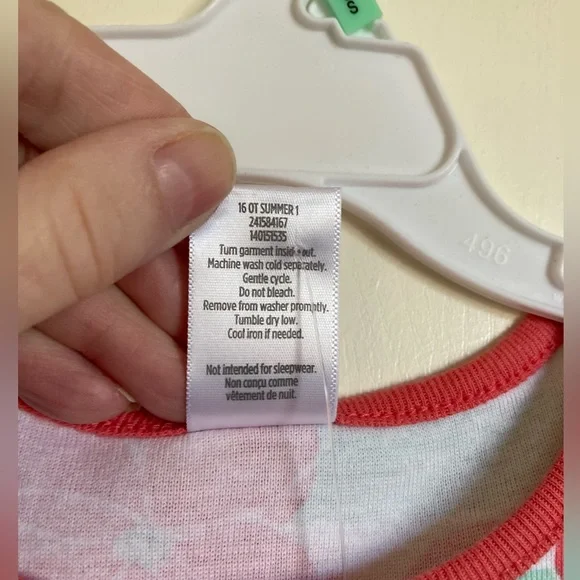 S
16 OT SUMMER 1
241584167
140151535
Turn garment inside out.
Machine wash cold separately.
Gentle cycle.
Do not bleach.
Remove from washer promptly.
Tumble dry low.
Cool iron if needed.
Not intended for sleepwear.
Non conçu comme
vêtement de nuit.
496